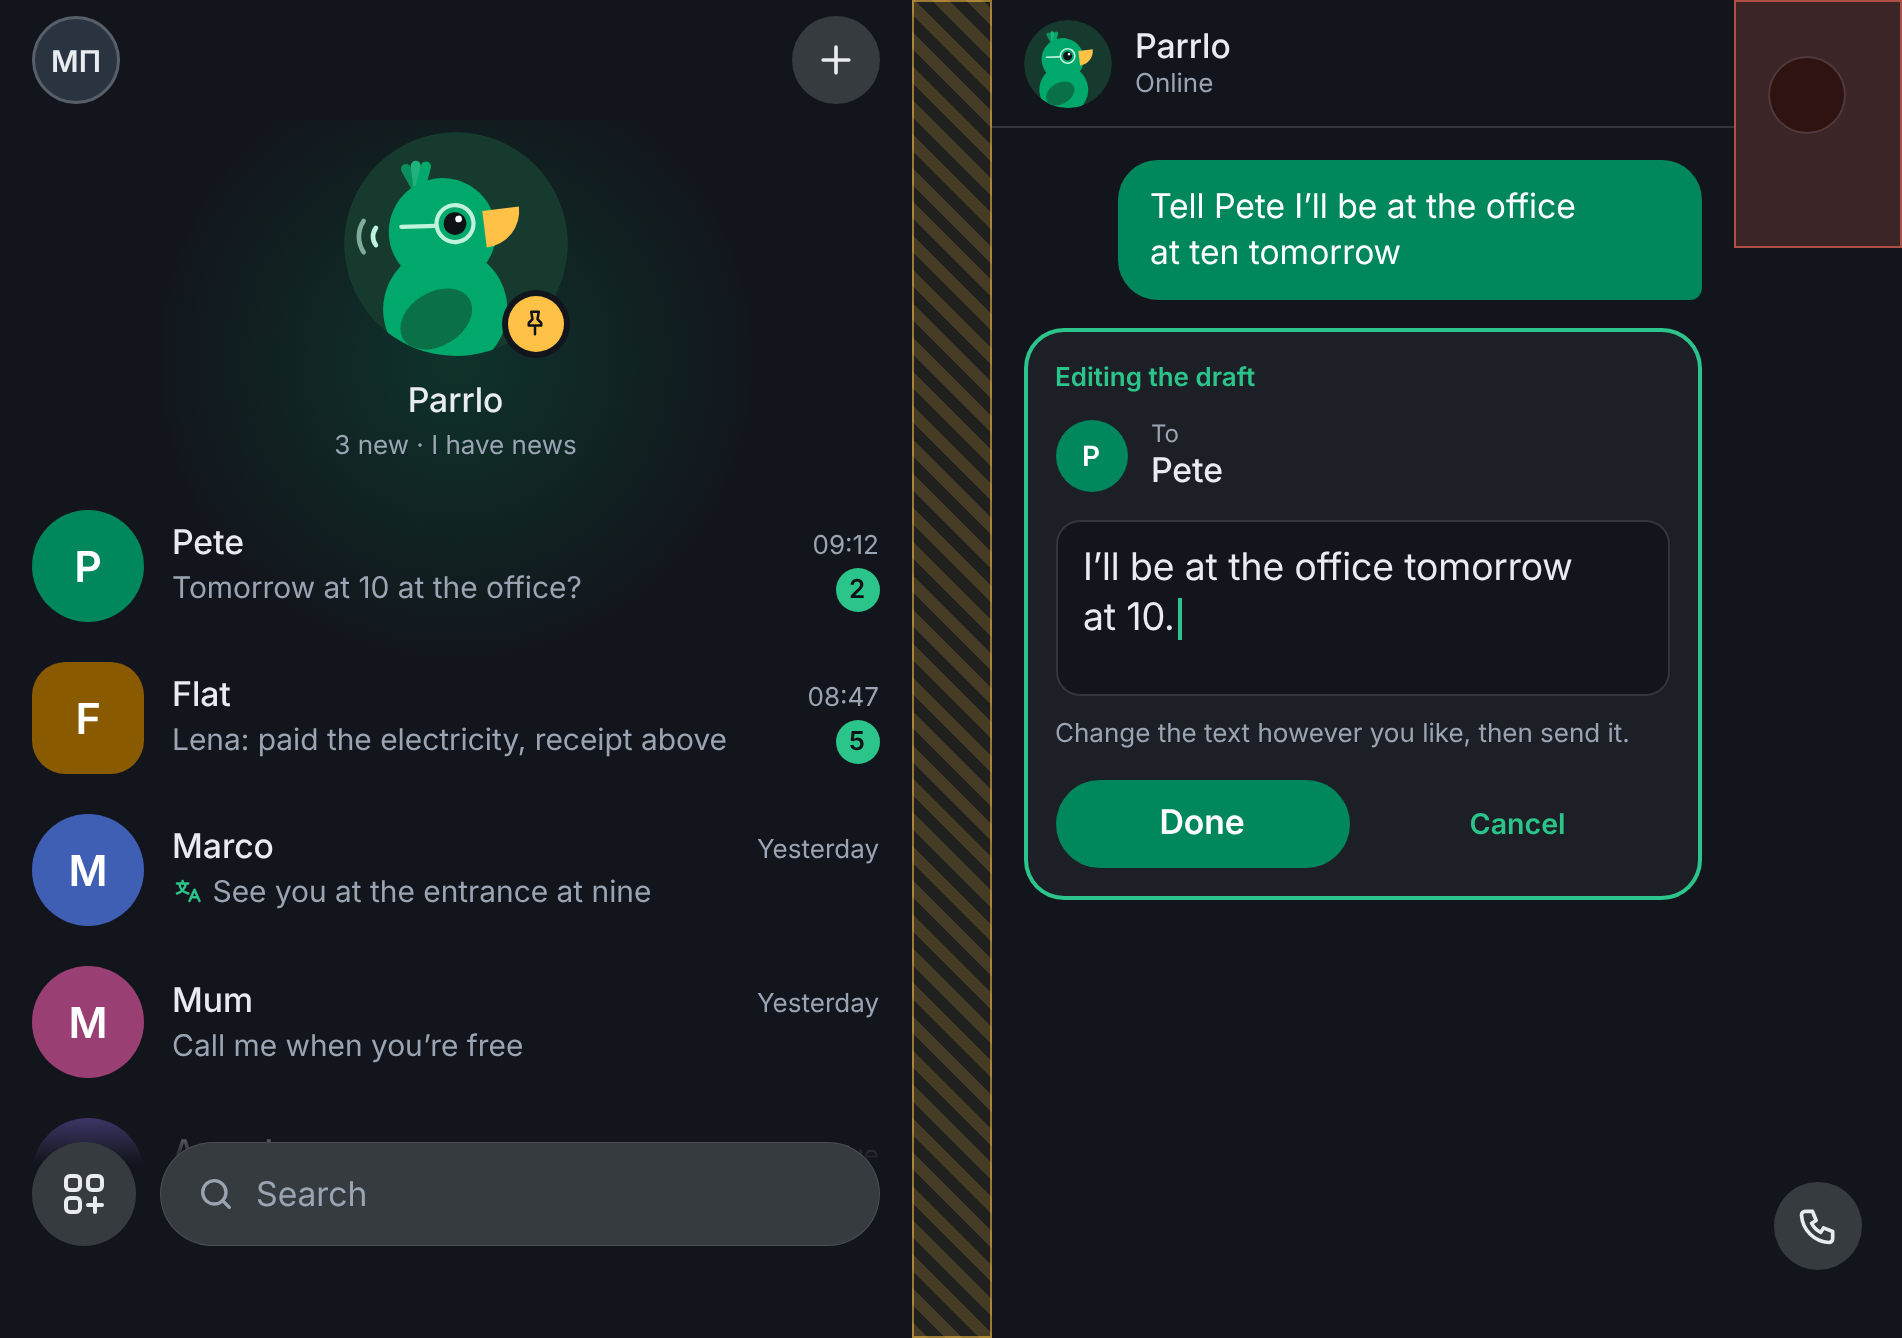 МП
Parrlo
3 new · I have news
Pete
09:12
Tomorrow at 10 at the office?
2
P
Flat
08:47
Lena: paid the electricity, receipt above
5
F
Marco
Yesterday
See you at the entrance at nine
M
Mum
Yesterday
Call me when you’re free
M
Search
Parrlo
Online
Tell Pete I’ll be at the office
at ten tomorrow
Editing the draft
P
To
Pete
I’ll be at the office tomorrow
at 10.
Change the text however you like, then send it.
Done
Cancel